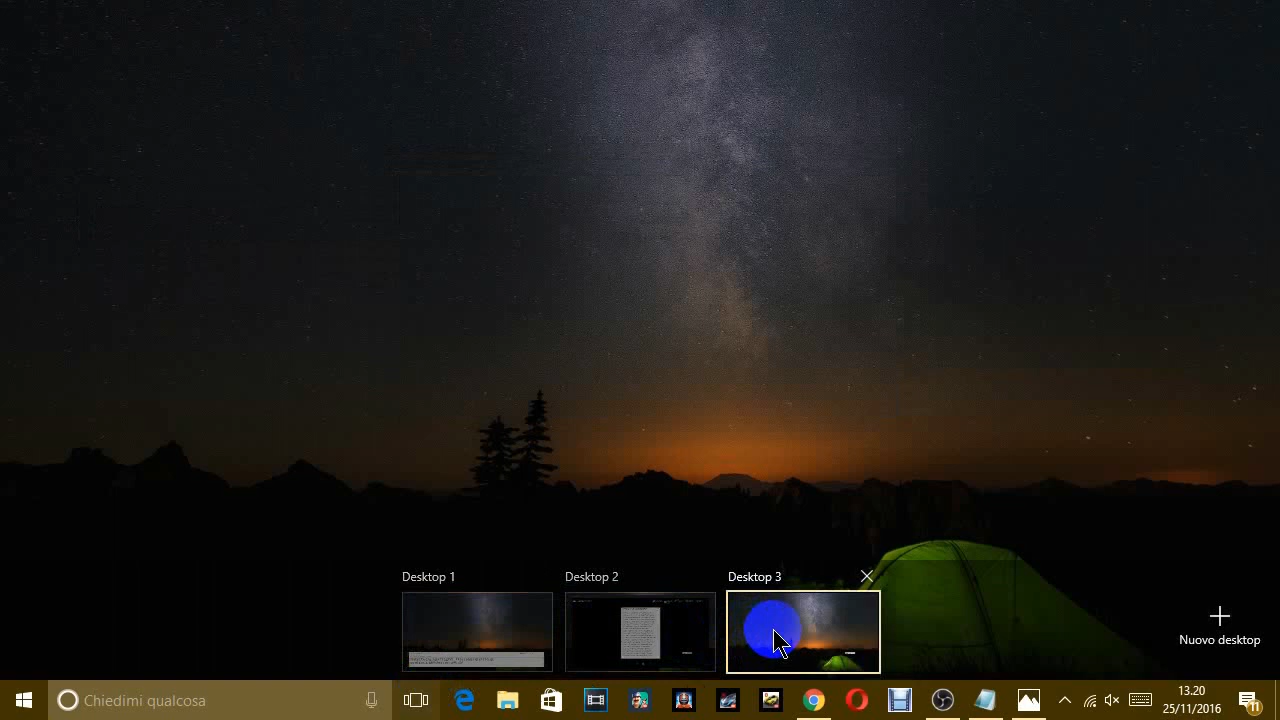 Desktop 1
Desktop 2
Desktop 3
Nuovo desktop
Chiedimi qualcosa
13.20
25/11/2016
11